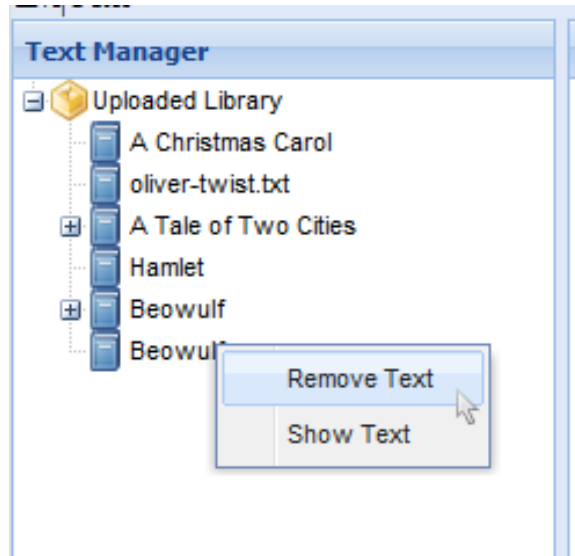 Text Manager
Uploaded Library
A Christmas Carol
oliver-twist.txt
A Tale of Two Cities
Hamlet
Beowulf
Beowulf
Remove Text
Show Text